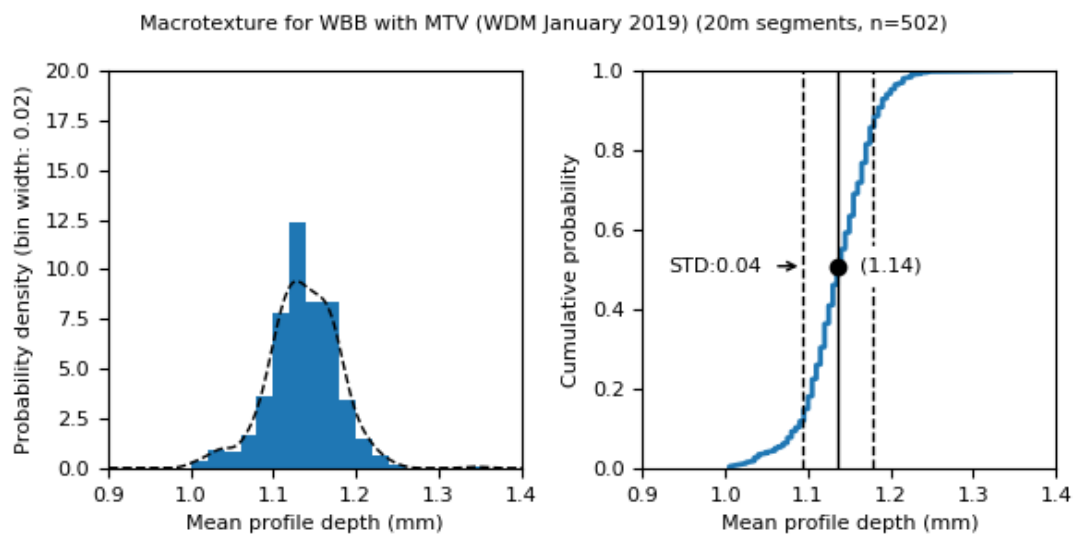 Macrotexture for WBB with MTV (WDM January 2019) (20m segments, n=502)
Probability density (bin width: 0.02)
20.0
17.5
15.0
12.5
10.0
7.5
5.0
2.5
0.0
0.9 1.0 1.1 1.2 1.3 1.4
Mean profile depth (mm)
Cumulative probability
1.0
0.8
0.6
0.4
0.2
0.0
STD:0.04 (1.14)
0.9 1.0 1.1 1.2 1.3 1.4
Mean profile depth (mm)